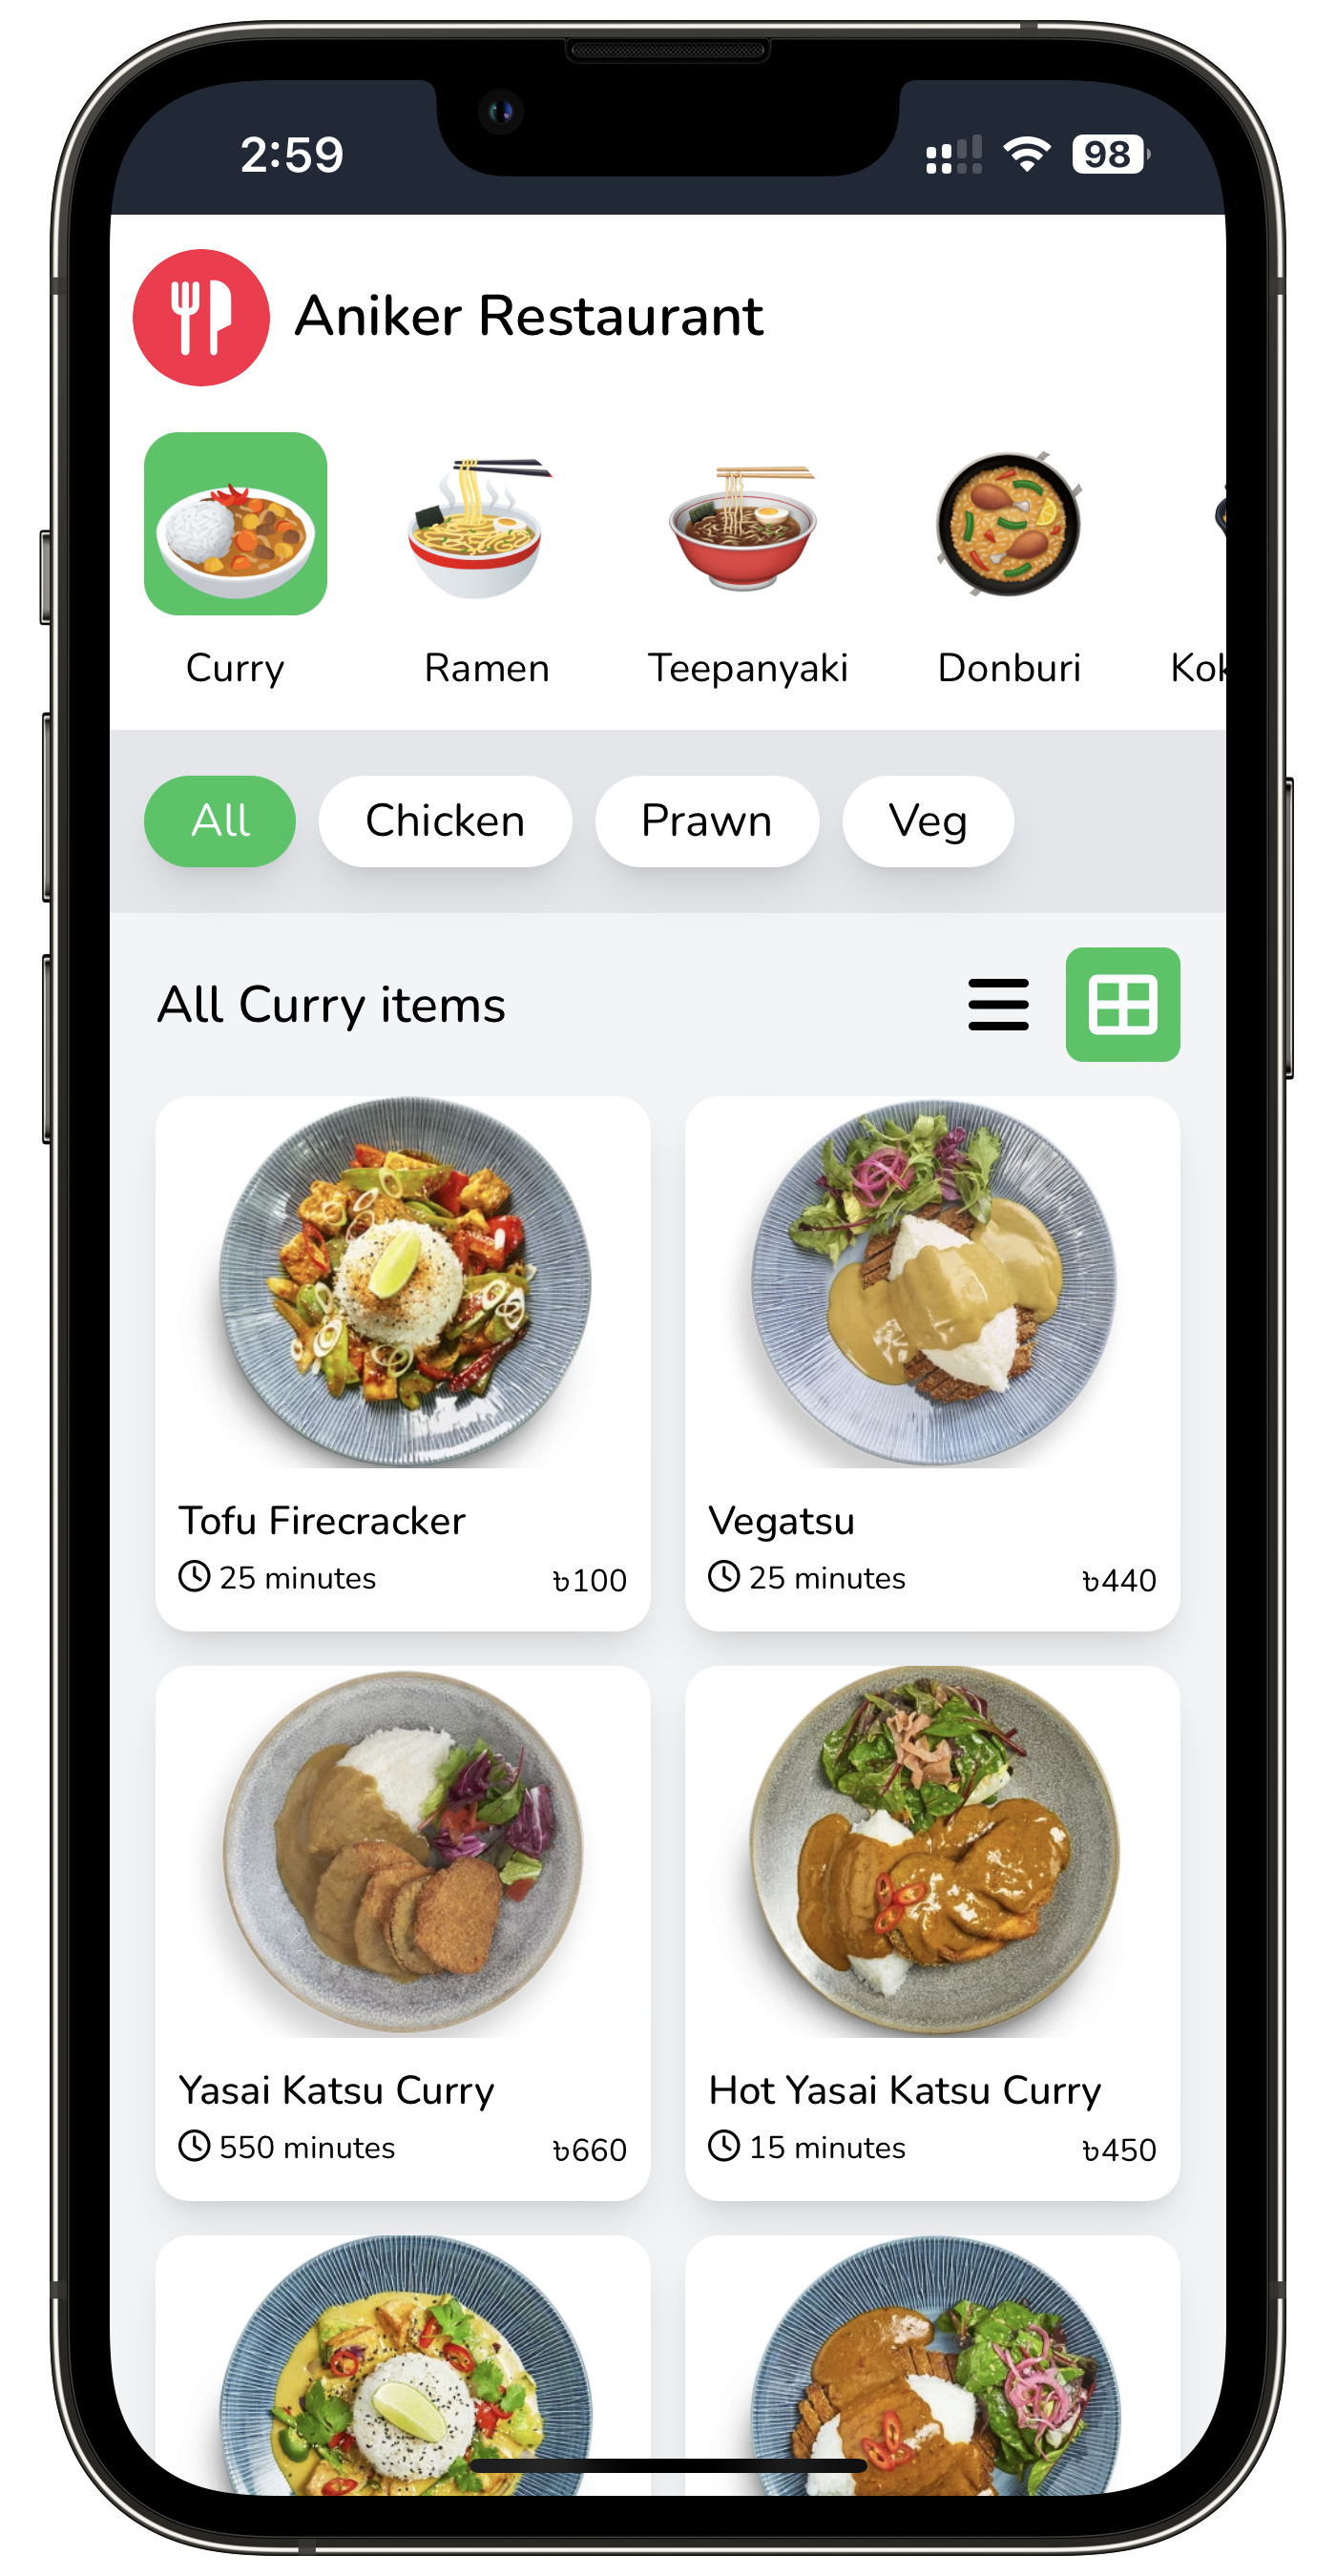 2:59
98
Aniker Restaurant
Curry
Ramen
Teepanyaki
Donburi
Kok
All
Chicken
Prawn
Veg
All Curry items
Tofu Firecracker
25 minutes
৳100
Vegatsu
25 minutes
৳440
Yasai Katsu Curry
550 minutes
৳660
Hot Yasai Katsu Curry
15 minutes
৳450